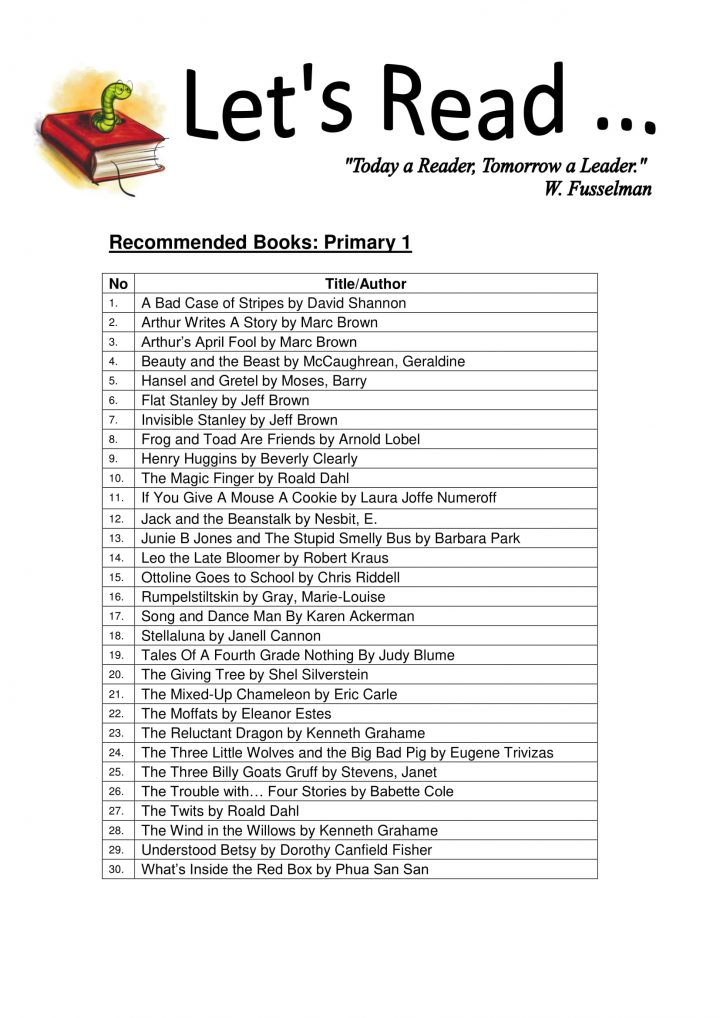 Let's Read ...
"Today a Reader, Tomorrow a Leader."
W. Fusselman
Recommended Books: Primary 1
No Title/Author
1. A Bad Case of Stripes by David Shannon
2. Arthur Writes A Story by Marc Brown
3. Arthur’s April Fool by Marc Brown
4. Beauty and the Beast by McCaughrean, Geraldine
5. Hansel and Gretel by Moses, Barry
6. Flat Stanley by Jeff Brown
7. Invisible Stanley by Jeff Brown
8. Frog and Toad Are Friends by Arnold Lobel
9. Henry Huggins by Beverly Clearly
10. The Magic Finger by Roald Dahl
11. If You Give A Mouse A Cookie by Laura Joffe Numeroff
12. Jack and the Beanstalk by Nesbit, E.
13. Junie B Jones and The Stupid Smelly Bus by Barbara Park
14. Leo the Late Bloomer by Robert Kraus
15. Ottoline Goes to School by Chris Riddell
16. Rumpelstiltskin by Gray, Marie-Louise
17. Song and Dance Man By Karen Ackerman
18. Stellaluna by Janell Cannon
19. Tales Of A Fourth Grade Nothing By Judy Blume
20. The Giving Tree by Shel Silverstein
21. The Mixed-Up Chameleon by Eric Carle
22. The Moffats by Eleanor Estes
23. The Reluctant Dragon by Kenneth Grahame
24. The Three Little Wolves and the Big Bad Pig by Eugene Trivizas
25. The Three Billy Goats Gruff by Stevens, Janet
26. The Trouble with… Four Stories by Babette Cole
27. The Twits by Roald Dahl
28. The Wind in the Willows by Kenneth Grahame
29. Understood Betsy by Dorothy Canfield Fisher
30. What’s Inside the Red Box by Phua San San